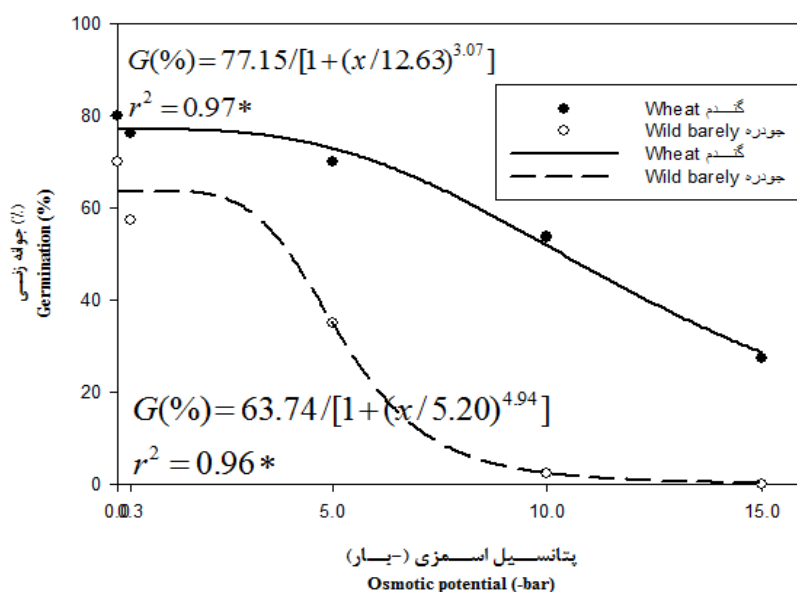 100
80
60
40
20
0
جوانه زنی (٪)
Germination (%)
G(%) = 77.15/[1+(x/12.63)^3.07]
r² = 0.97*
Wheat گندم
Wild barely جودره
Wheat گندم
Wild barely جودره
G(%) = 63.74/[1+(x/5.20)^4.94]
r² = 0.96*
0.0 0.3 5.0 10.0 15.0
پتانسیل اسمزی (-بار)
Osmotic potential (-bar)